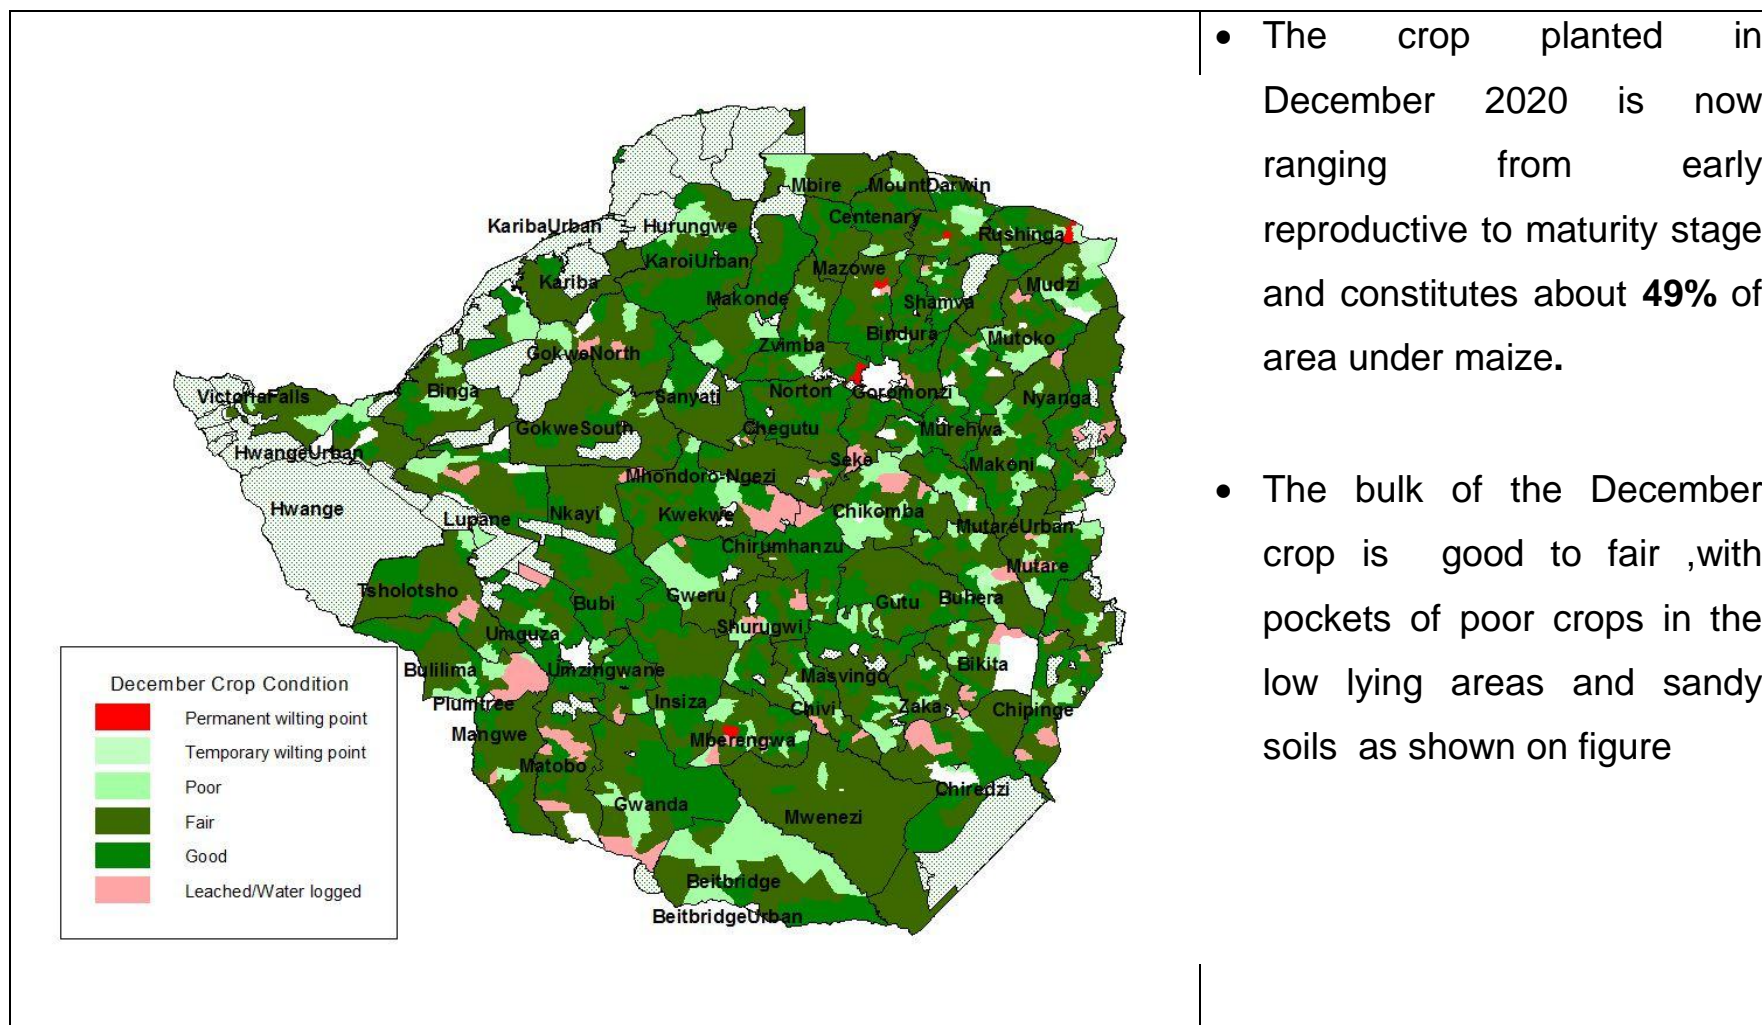 Mbire
MountDarwin
Centenary
KaribaUrban
Hurungwe
Rushinga
KaroiUrban
Mazowe
Kariba
Mudzi
Makonde
Shamva
Bindura
Mutoko
Zvimba
GokweNorth
VictoriaFalls
Binga
Sanyati
Norton
Goromonzi
Nyanga
GokweSouth
Chegutu
Murehwa
HwangeUrban
Seke
Makoni
Mhondoro-Ngezi
Hwange
Lupane
Nkayi
Kwekwe
Chikomba
MutareUrban
Chirumhanzu
Mutare
Tsholotsho
Bubi
Gweru
Gutu
Buhera
Umguza
Shurugwi
Bulilima
Umzingwane
Masvingo
Bikita
Plumtree
Insiza
Chivi
Zaka
Chipinge
Mangwe
Mberengwa
Matobo
Gwanda
Mwenezi
Chiredzi
Beitbridge
BeitbridgeUrban
December Crop Condition
Permanent wilting point
Temporary wilting point
Poor
Fair
Good
Leached/Water logged
• The crop planted in
December 2020 is now
ranging from early
reproductive to maturity stage
and constitutes about 49% of
area under maize.
• The bulk of the December
crop is good to fair ,with
pockets of poor crops in the
low lying areas and sandy
soils as shown on figure